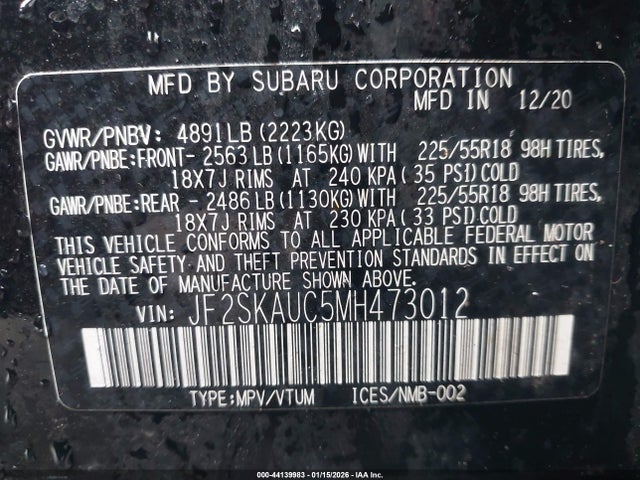 MFD BY SUBARU CORPORATION
MFD IN 12/20
GVWR/PNBV: 4891LB (2223KG)
GAWR/PNBE:FRONT- 2563LB (1165KG) WITH 225/55R18 98H TIRES,
18X7J RIMS AT 240 KPA (35 PSI) COLD
GAWR/PNBE:REAR - 2486LB (1130KG) WITH 225/55R18 98H TIRES,
18X7J RIMS AT 230 KPA (33 PSI) COLD
THIS VEHICLE CONFORMS TO ALL APPLICABLE FEDERAL MOTOR
VEHICLE SAFETY AND THEFT PREVENTION STANDARDS IN EFFECT ON
THE DATE OF MANUFACTURE SHOWN ABOVE.
VIN: JF2SKAUC5MH473012
TYPE:MPV/VTUM ICES/NMB-002
000-44139983 - 01/15/2026 - IAA Inc.